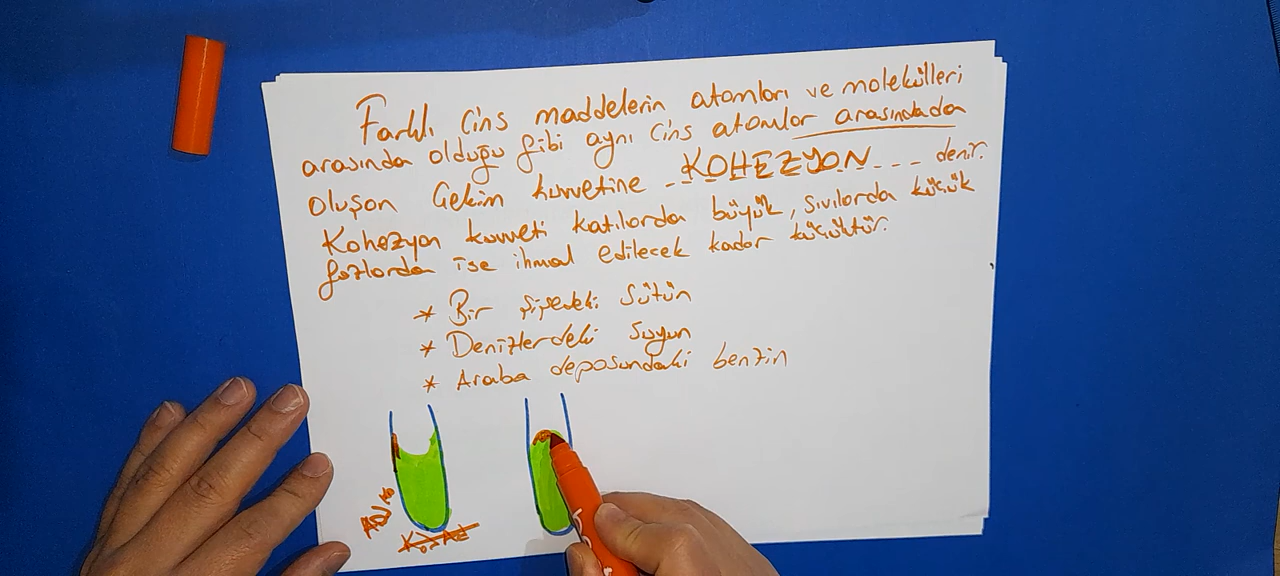 Farklı Cins maddelerin atomları ve molekülleri
arasında olduğu gibi aynı Cins atomlar arasındada
oluşan Çekim kuvvetine _KOHEZYON_ _ _ _ denir.
Kohezyon kuvveti katılarda büyük, sıvılarda küçük
gazlarda ise ihmal edilecek kadar küçüktür.
* Bir şişedeki Sütün
* Denizlerdeki Suyun
* Araba deposundaki benzin